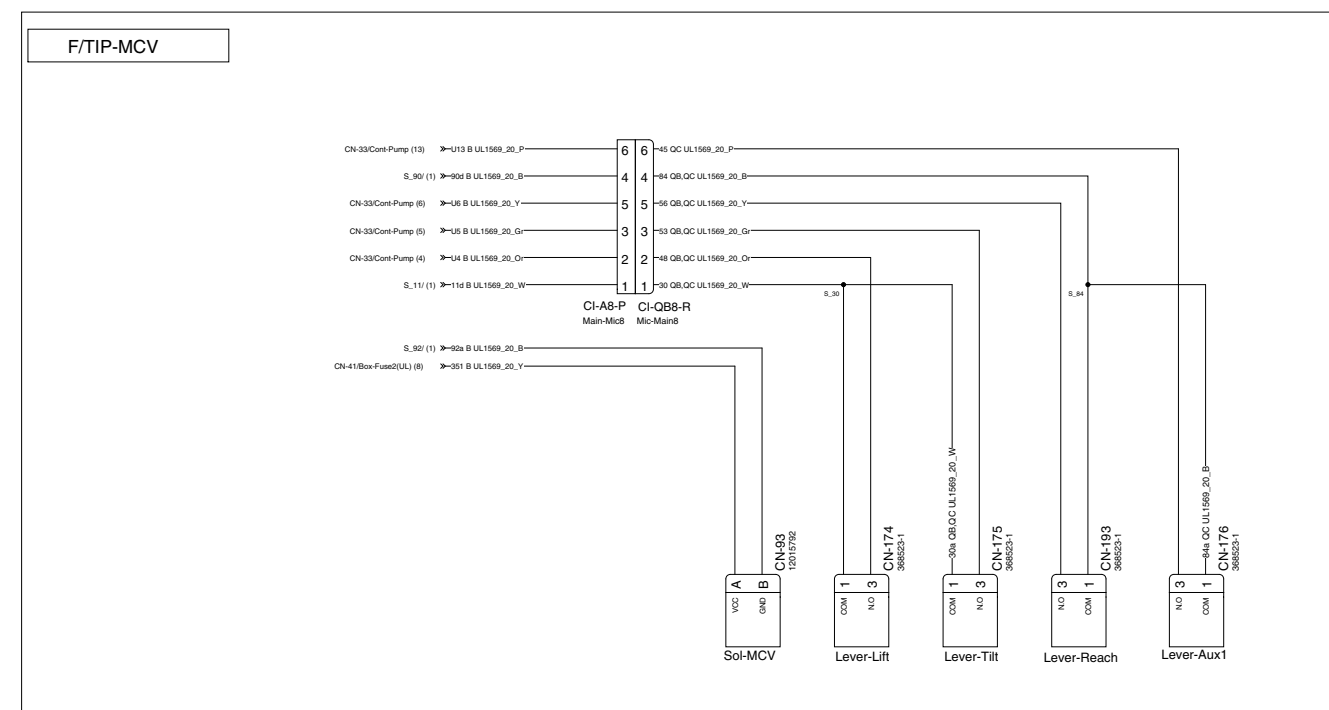 F/TIP-MCV
CN-33/Cont-Pump (13) U13 B UL1569_20_P 6 6 45 QC UL1569_20_P
S_90/ (1) 90d B UL1569_20_B 4 4 84 QB,QC UL1569_20_B
CN-33/Cont-Pump (6) U6 B UL1569_20_Y 5 5 56 QB,QC UL1569_20_Y
CN-33/Cont-Pump (5) U5 B UL1569_20_Gr 3 3 53 QB,QC UL1569_20_Gr
CN-33/Cont-Pump (4) U4 B UL1569_20_Or 2 2 48 QB,QC UL1569_20_Or
S_11/ (1) 11d B UL1569_20_W 1 1 30 QB,QC UL1569_20_W
S_30 S_84
CI-A8-P CI-QB8-R
Main-Mic8 Mic-Main8
S_92/ (1) 92a B UL1569_20_B
CN-41/Box-Fuse2(UL) (8) 351 B UL1569_20_Y
30a QB,QC UL1569_20_W
84a QC UL1569_20_B
CN-93
12015792
CN-174
368523-1
CN-175
368523-1
CN-193
368523-1
CN-176
368523-1
A B 1 3 1 3 3 1 3 1
VCC GND COM N.O COM N.O N.O COM N.O COM
Sol-MCV Lever-Lift Lever-Tilt Lever-Reach Lever-Aux1